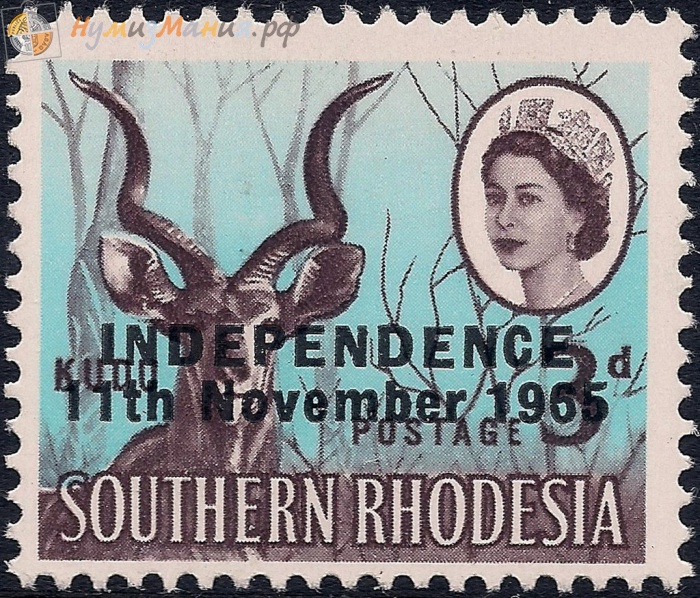 НумизМания.рф
INDEPENDENCE
KUDU
3d
11th November 1965
POSTAGE
SOUTHERN RHODESIA